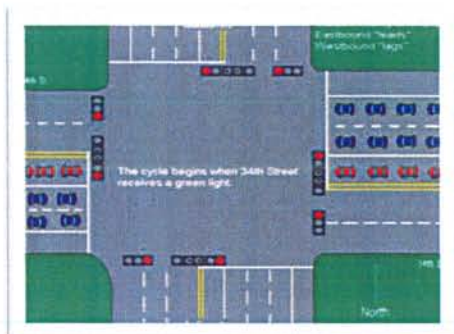 Eastbound "leads"
Westbound "lags"
The cycle begins when 34th Street
receives a green light.
North